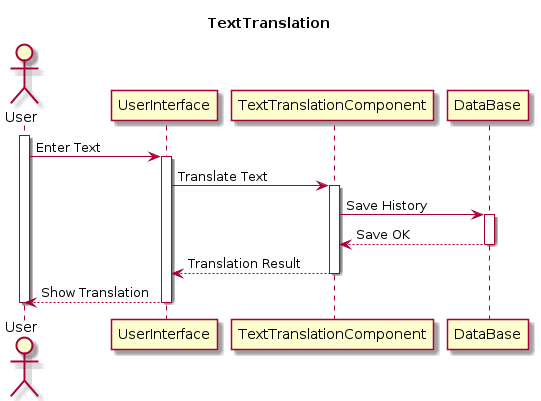 TextTranslation
User
UserInterface
TextTranslationComponent
DataBase
Enter Text
Translate Text
Save History
Save OK
Translation Result
Show Translation
User
UserInterface
TextTranslationComponent
DataBase